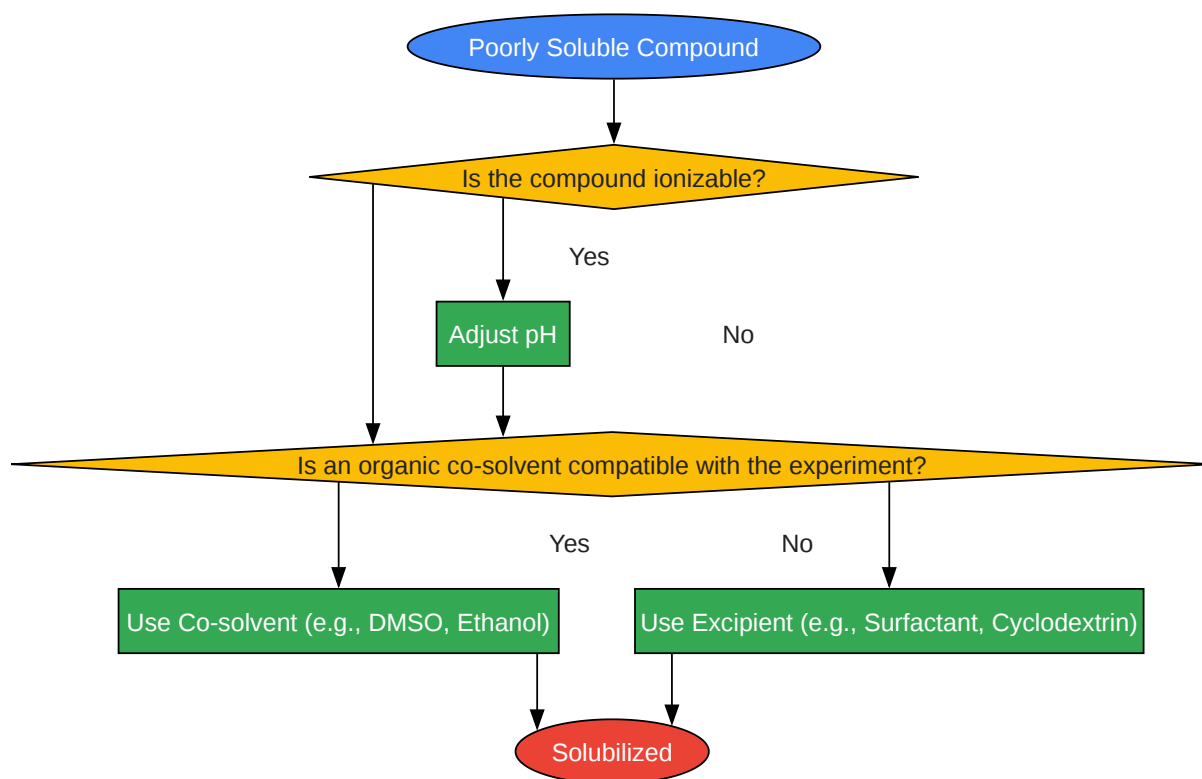 Poorly Soluble Compound
Is the compound ionizable?
Yes
Adjust pH
No
Is an organic co-solvent compatible with the experiment?
Yes
No
Use Co-solvent (e.g., DMSO, Ethanol)
Use Excipient (e.g., Surfactant, Cyclodextrin)
Solubilized